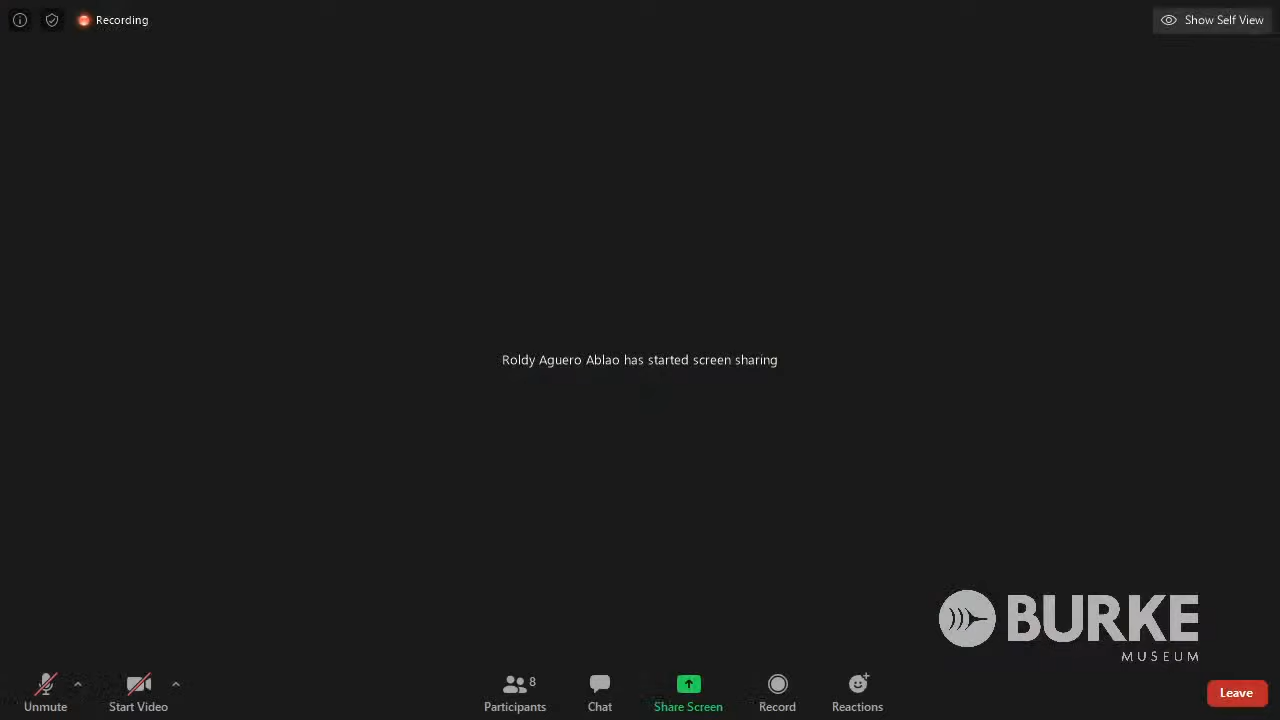 Recording
Show Self View
Roldy Aguero Ablao has started screen sharing
BURKE
MUSEUM
Unmute
Start Video
8
Participants
Chat
Share Screen
Record
Reactions
Leave